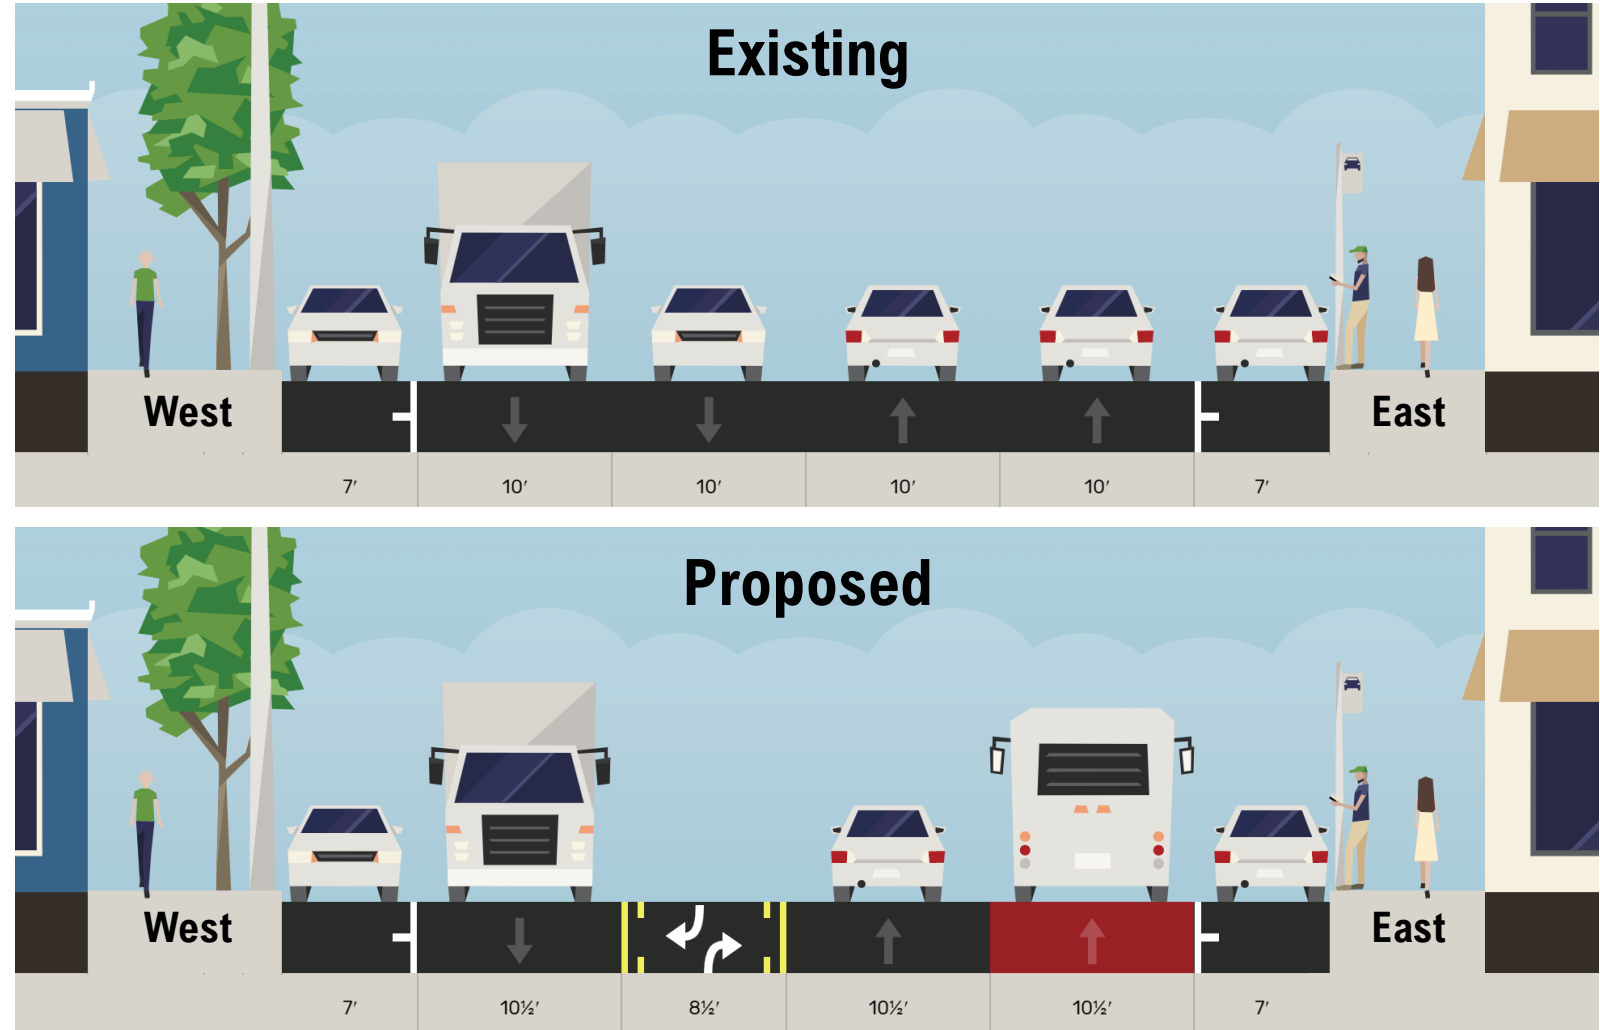 Existing
West
East
7′ 10′ 10′ 10′ 10′ 7′
Proposed
West
East
7′ 10½′ 8½′ 10½′ 10½′ 7′